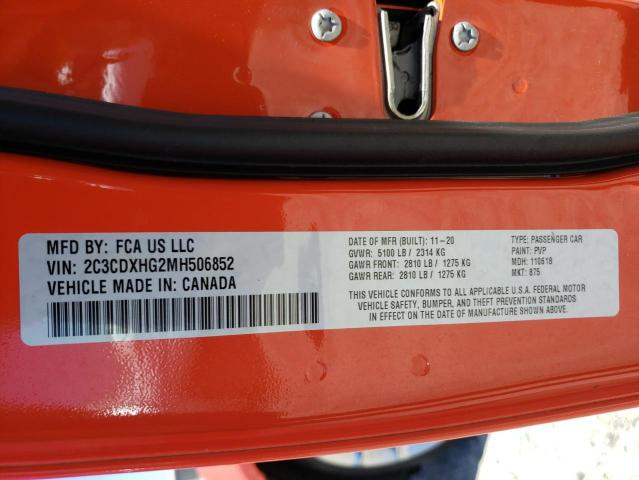 MFD BY: FCA US LLC
VIN: 2C3CDXHG2MH506852
VEHICLE MADE IN: CANADA
DATE OF MFR (BUILT): 11-20
GVWR: 5100 LB / 2314 KG
GAWR FRONT: 2810 LB / 1275 KG
GAWR REAR: 2810 LB / 1275 KG
TYPE: PASSENGER CAR
PAINT: PVP
MDH: 110618
MKT: 875
THIS VEHICLE CONFORMS TO ALL APPLICABLE U.S.A. FEDERAL MOTOR
VEHICLE SAFETY, BUMPER, AND THEFT PREVENTION STANDARDS
IN EFFECT ON THE DATE OF MANUFACTURE SHOWN ABOVE.